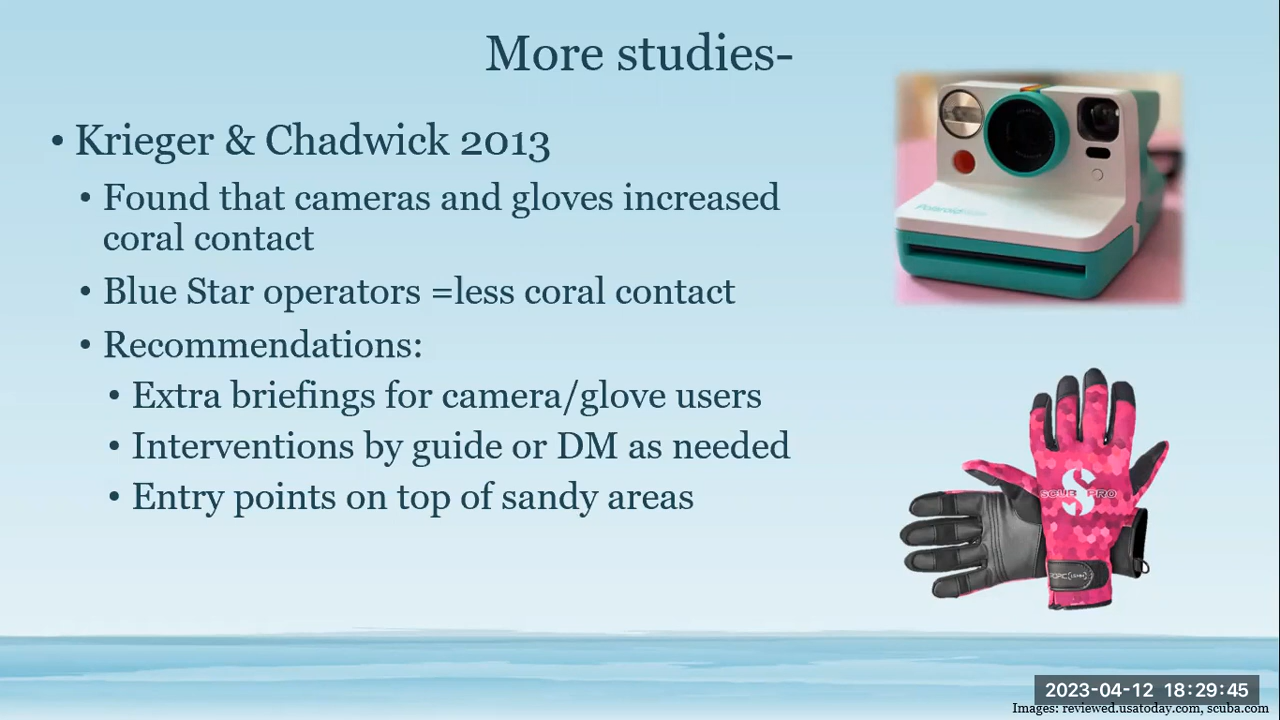 More studies-
• Krieger & Chadwick 2013
• Found that cameras and gloves increased
coral contact
• Blue Star operators =less coral contact
• Recommendations:
• Extra briefings for camera/glove users
• Interventions by guide or DM as needed
• Entry points on top of sandy areas
Polaroid
S
SCUBAPRO
2023-04-12 18:29:45
Images: reviewed.usatoday.com, scuba.com